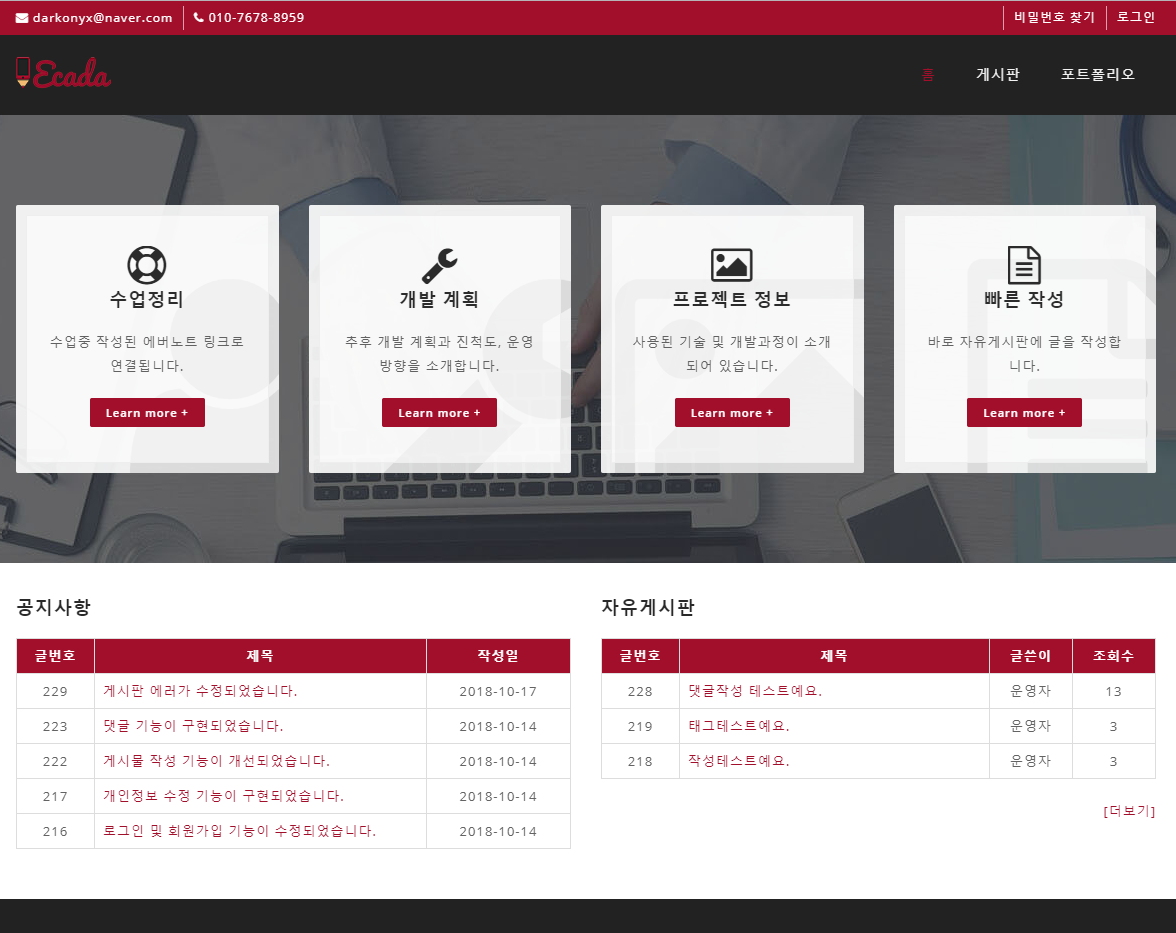 darkonyx@naver.com 010-7678-8959 비밀번호 찾기 로그인
Ecada 홈 게시판 포트폴리오
수업정리
수업중 작성된 에버노트 링크로
연결됩니다.
Learn more +
개발 계획
추후 개발 계획과 진척도, 운영
방향을 소개합니다.
Learn more +
프로젝트 정보
사용된 기술 및 개발과정이 소개
되어 있습니다.
Learn more +
빠른 작성
바로 자유게시판에 글을 작성합
니다.
Learn more +
공지사항
글번호 제목 작성일
229 게시판 에러가 수정되었습니다. 2018-10-17
223 댓글 기능이 구현되었습니다. 2018-10-14
222 게시물 작성 기능이 개선되었습니다. 2018-10-14
217 개인정보 수정 기능이 구현되었습니다. 2018-10-14
216 로그인 및 회원가입 기능이 수정되었습니다. 2018-10-14
자유게시판
글번호 제목 글쓴이 조회수
228 댓글작성 테스트예요. 운영자 13
219 태그테스트예요. 운영자 3
218 작성테스트예요. 운영자 3
[더보기]